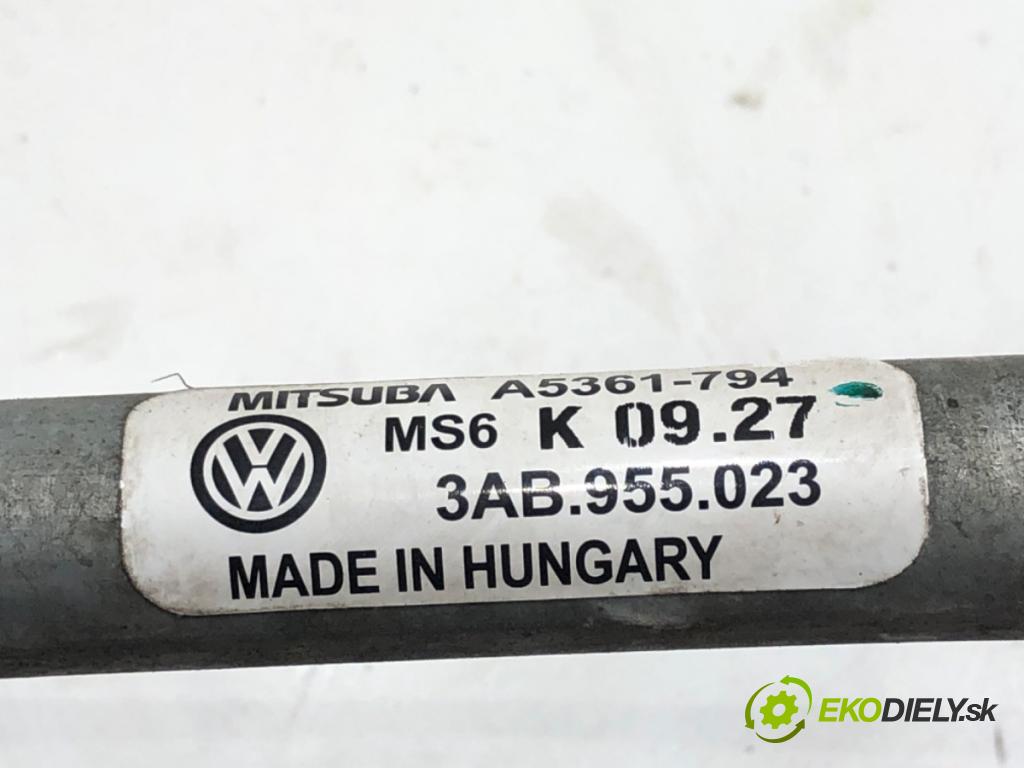 MITSUBA A5361-794
MS6 K 09.27
3AB.955.023
MADE IN HUNGARY
EKODIELY.sk